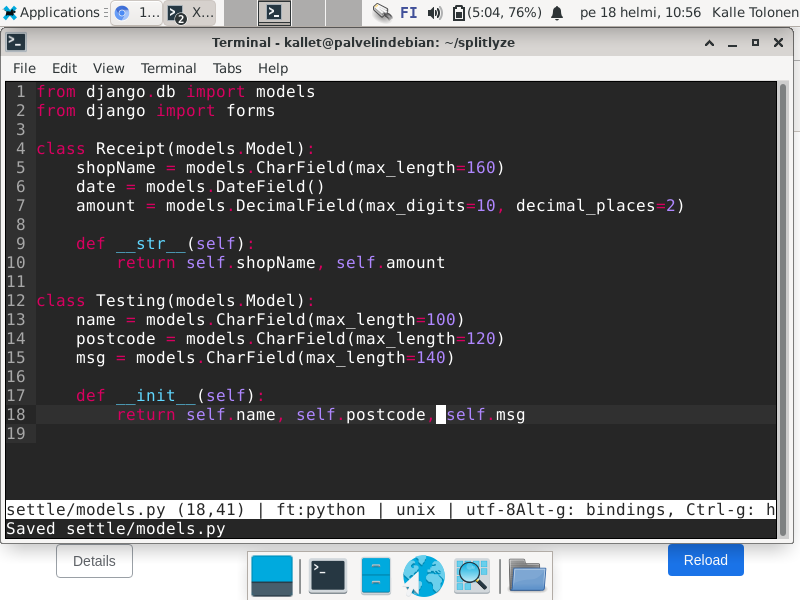 Applications
1...
X...
2
FI
(5:04, 76%)
pe 18 helmi, 10:56
Kalle Tolonen
Terminal - kallet@palvelindebian: ~/splitlyze
File Edit View Terminal Tabs Help
1 from django.db import models
2 from django import forms
3
4 class Receipt(models.Model):
5 shopName = models.CharField(max_length=160)
6 date = models.DateField()
7 amount = models.DecimalField(max_digits=10, decimal_places=2)
8
9 def __str__(self):
10 return self.shopName, self.amount
11
12 class Testing(models.Model):
13 name = models.CharField(max_length=100)
14 postcode = models.CharField(max_length=120)
15 msg = models.CharField(max_length=140)
16
17 def __init__(self):
18 return self.name, self.postcode, self.msg
19
settle/models.py (18,41) | ft:python | unix | utf-8Alt-g: bindings, Ctrl-g: h
Saved settle/models.py
Details
Reload